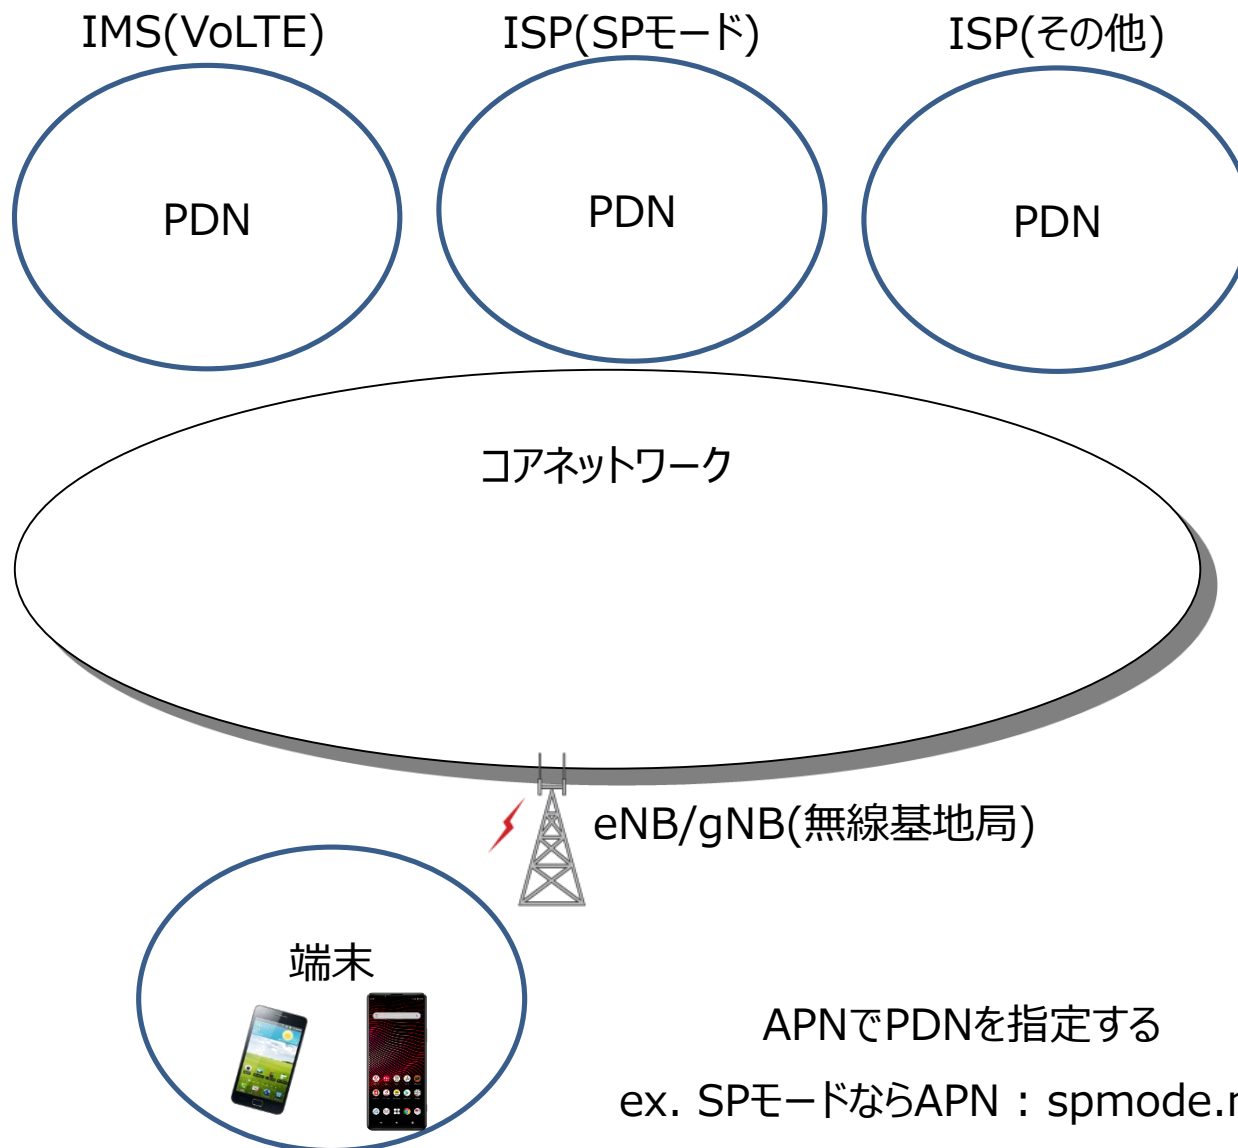 IMS(VoLTE)
ISP(SPモード)
ISP(その他)
PDN
PDN
PDN
コアネットワーク
eNB/gNB(無線基地局)
端末
APNでPDNを指定する
ex. SPモードならAPN : spmode.n